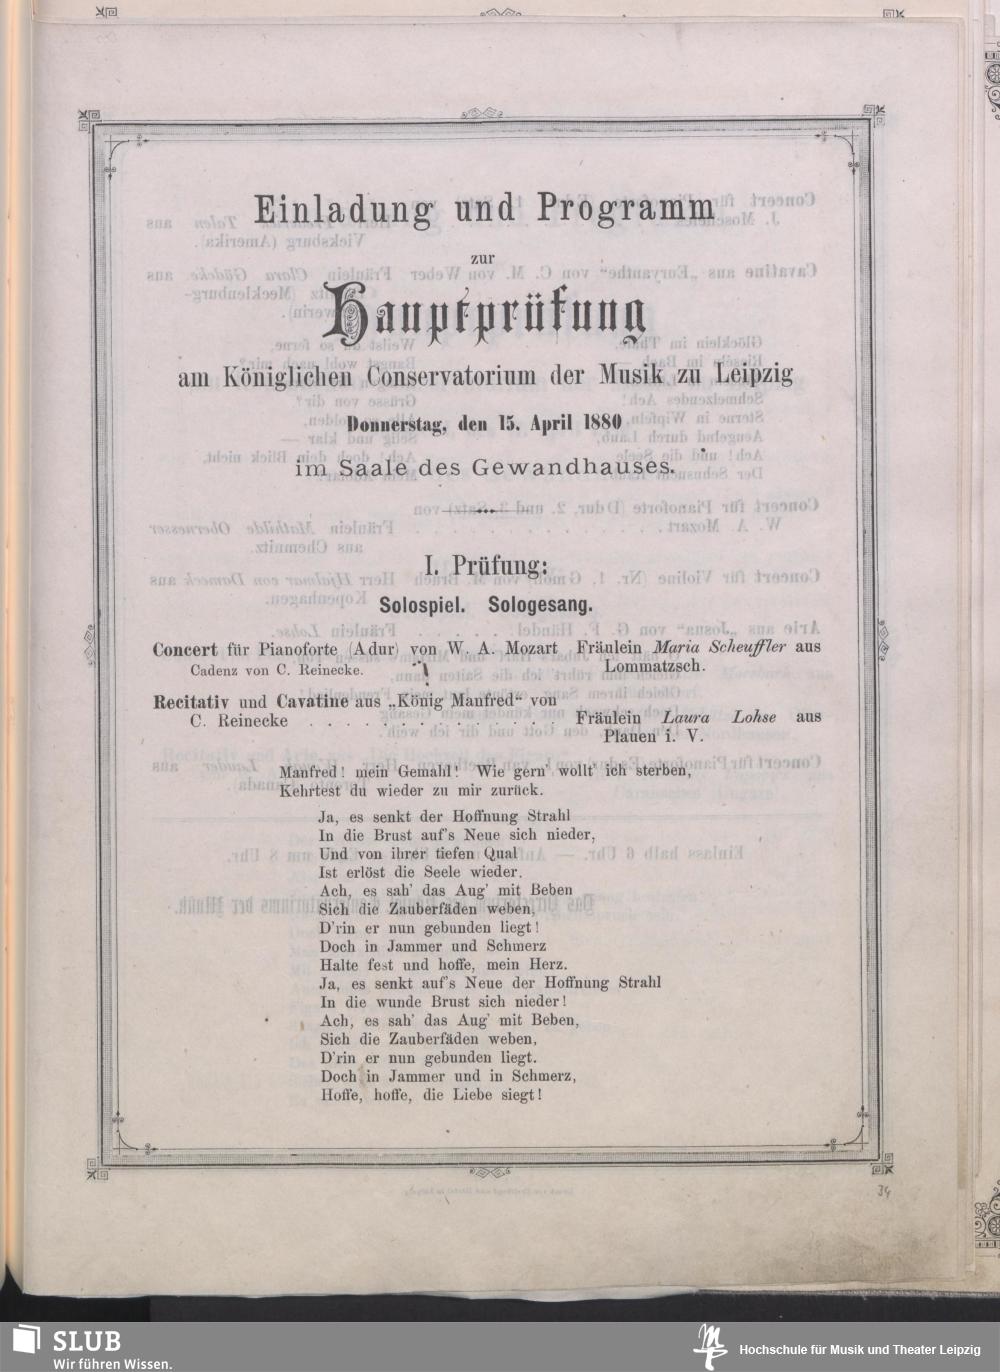 Einladung und Programm
zur
Hauptprüfung
am Königlichen Conservatorium der Musik zu Leipzig
Donnerstag, den 15. April 1880
im Saale des Gewandhauses.
I. Prüfung:
Solospiel. Sologesang.
Concert für Pianoforte (Adur) von W. A. Mozart Fräulein Maria Scheuffler aus
Cadenz von C. Reinecke. Lommatzsch.
Recitativ und Cavatine aus „König Manfred“ von
C. Reinecke . . . . . . . . . . . . . . . Fräulein Laura Lohse aus
Plauen i. V.
Manfred! mein Gemahl! Wie gern' wollt' ich sterben,
Kehrtest du wieder zu mir zurück.
Ja, es senkt der Hoffnung Strahl
In die Brust auf's Neue sich nieder,
Und von ihrer tiefen Qual
Ist erlöst die Seele wieder.
Ach, es sah' das Aug' mit Beben
Sich die Zauberfäden weben,
D'rin er nun gebunden liegt!
Doch in Jammer und Schmerz
Halte fest und hoffe, mein Herz.
Ja, es senkt auf's Neue der Hoffnung Strahl
In die wunde Brust sich nieder!
Ach, es sah' das Aug' mit Beben,
Sich die Zauberfäden weben,
D'rin er nun gebunden liegt.
Doch in Jammer und in Schmerz,
Hoffe, hoffe, die Liebe siegt!
34
SLUB
Wir führen Wissen.
Hochschule für Musik und Theater Leipzig